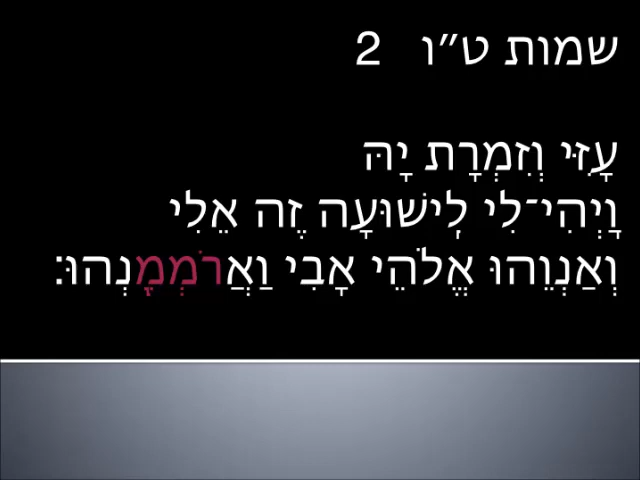 שמות ט״ו 2
עָזִּי וְזִמְרָת יָהּ
וַיְהִי־לִי לִישׁוּעָה זֶה אֵלִי
וְאַנְוֵהוּ אֱלֹהֵי אָבִי וַאֲרֹמְמֶנְהוּ׃